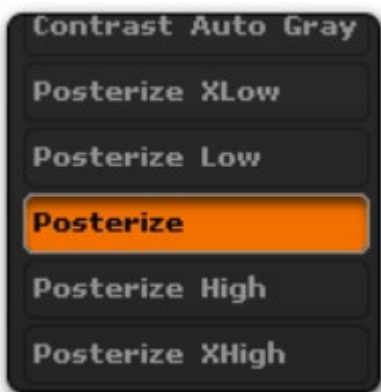 Contrast Auto Gray
Posterize XLow
Posterize Low
Posterize
Posterize High
Posterize XHigh